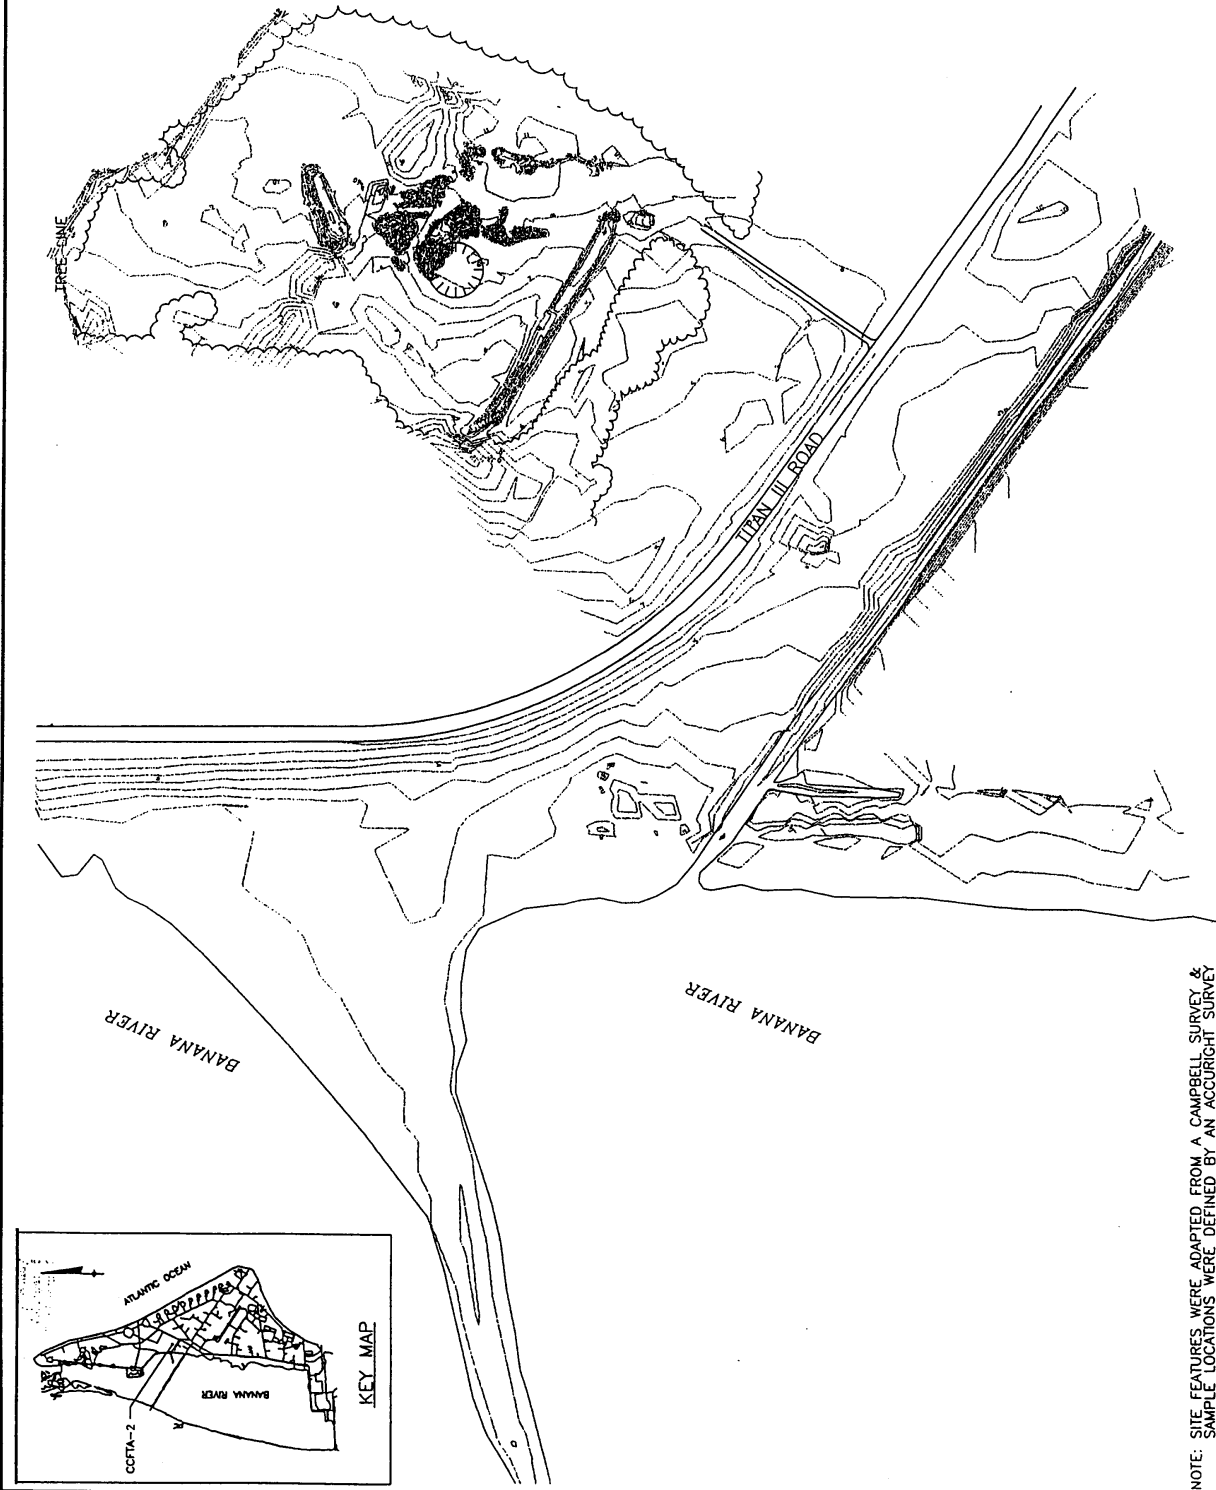 TREE LINE
TITAN III ROAD
BANANA RIVER
BANANA RIVER
ATLANTIC OCEAN
BANANA RIVER
CCFTA-2
KEY MAP
NOTE: SITE FEATURES WERE ADAPTED FROM A CAMPBELL SURVEY &
SAMPLE LOCATIONS WERE DEFINED BY AN ACCURIGHT SURVEY